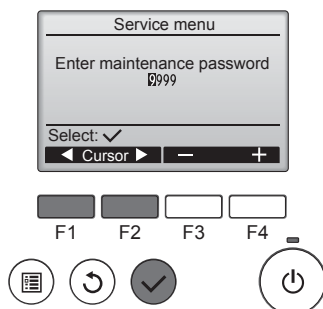 Service menu
Enter maintenance password
9999
Select: ✓
◀ Cursor ▶ − +
F1 F2 F3 F4